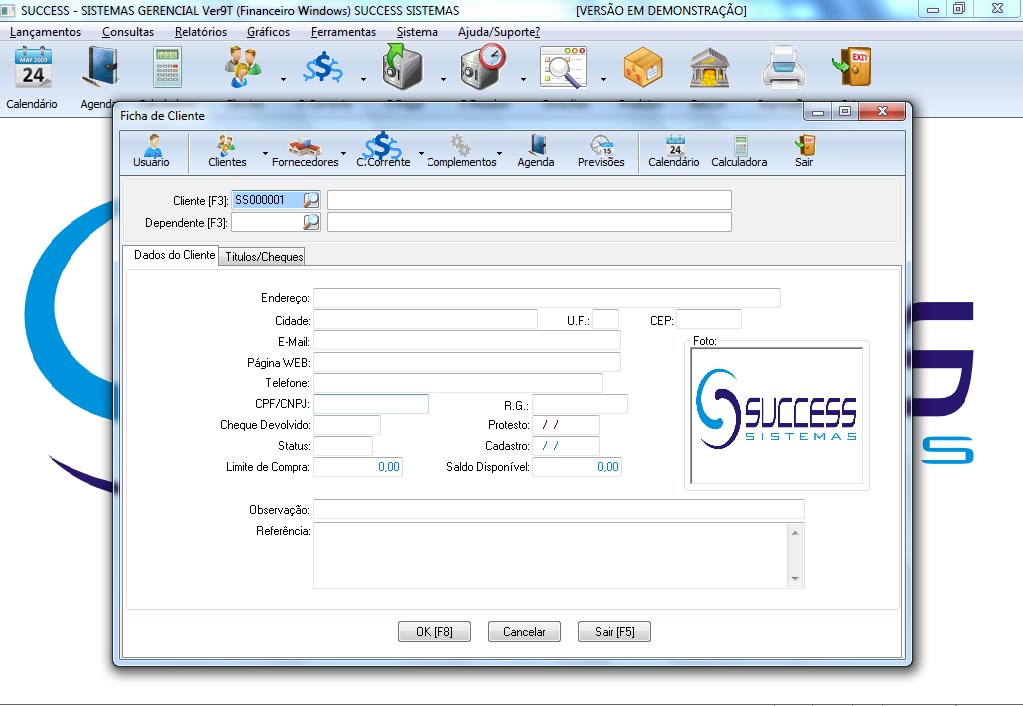 SUCCESS - SISTEMAS GERENCIAL Ver9T (Financeiro Windows) SUCCESS SISTEMAS [VERSÃO EM DEMONSTRAÇÃO]
Lançamentos Consultas Relatórios Gráficos Ferramentas Sistema Ajuda/Suporte?
MAY 2009
24
EXIT
Calendário Agenda
Ficha de Cliente
15
24
Usuário Clientes Fornecedores C.Corrente Complementos Agenda Previsões Calendário Calculadora Sair
Cliente [F3]: SS000001
Dependente [F3]:
Dados do Cliente Titulos/Cheques
Endereço:
Cidade: U.F.: CEP:
E-Mail:
Foto:
Página WEB:
Telefone:
CPF/CNPJ: R.G.:
SUCCESS
SISTEMAS
Cheque Devolvido: Protesto: / /
Status: Cadastro: / /
Limite de Compra: 0,00 Saldo Disponível: 0,00
Observação:
Referência:
OK [F8] Cancelar Sair [F5]